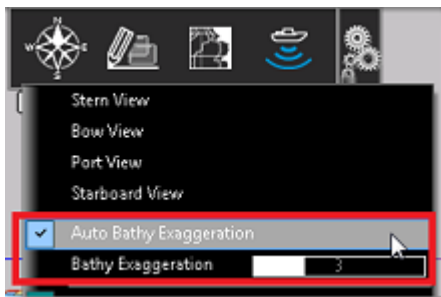 N
W
E
S
Stern View
Bow View
Port View
Starboard View
Auto Bathy Exaggeration
Bathy Exaggeration 3